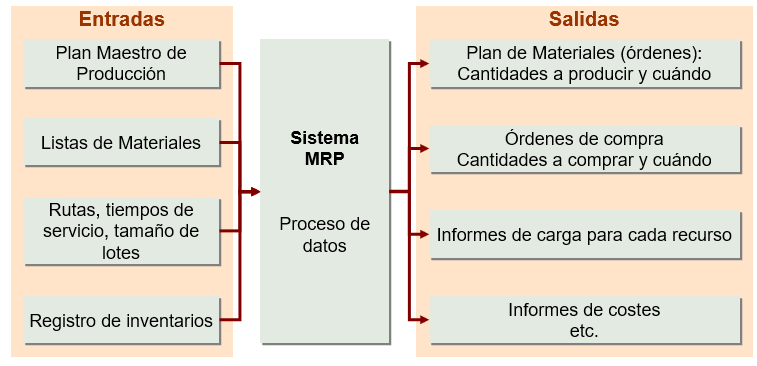 Entradas
Plan Maestro de
Producción
Listas de Materiales
Rutas, tiempos de
servicio, tamaño de
lotes
Registro de inventarios
Sistema
MRP
Proceso de
datos
Salidas
Plan de Materiales (órdenes):
Cantidades a producir y cuándo
Órdenes de compra
Cantidades a comprar y cuándo
Informes de carga para cada recurso
Informes de costes
etc.